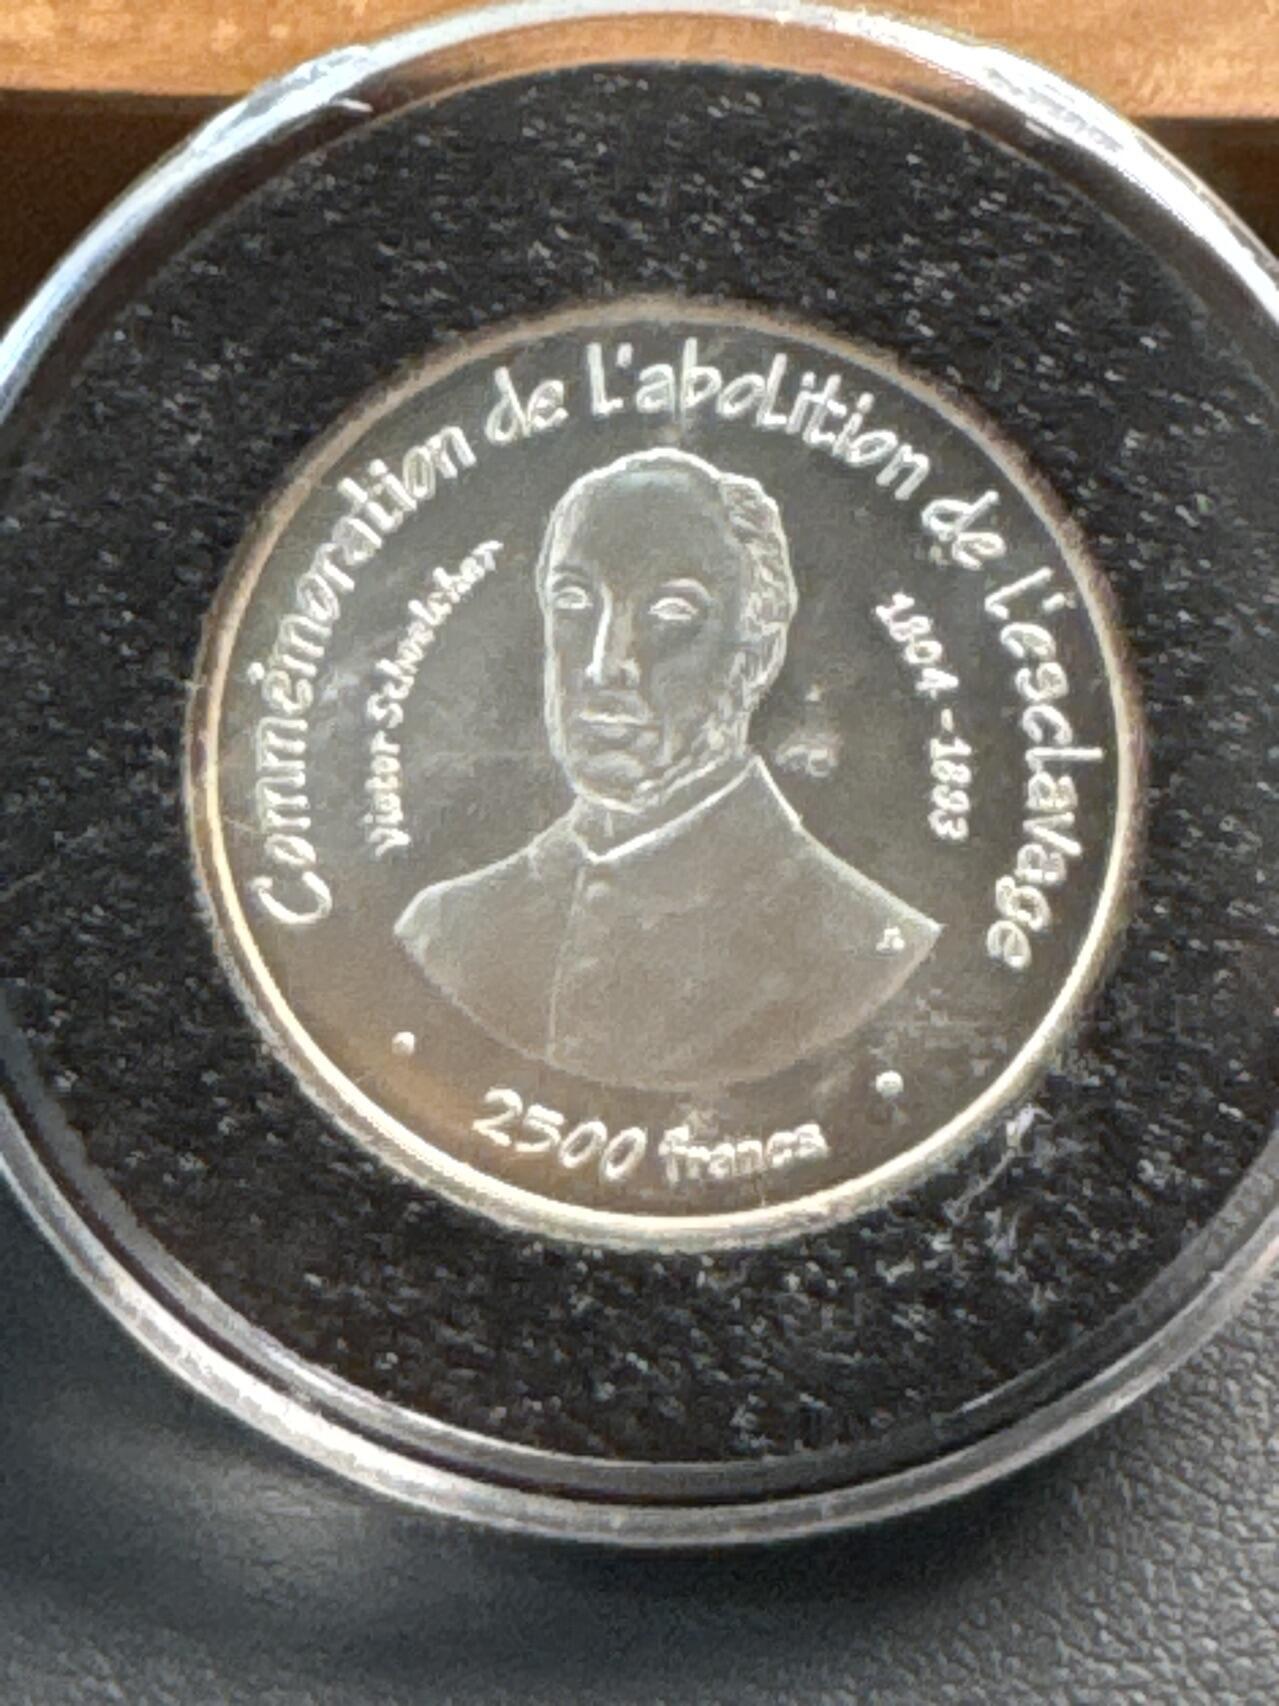 Commémoration de L'aboLition de L'escLavage
Victor Schoelcher
1804-1893
2500 francs